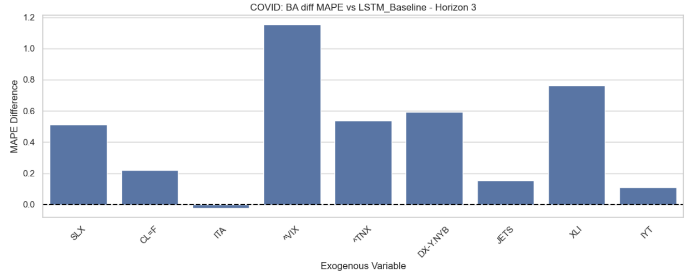 COVID: BA diff MAPE vs LSTM_Baseline - Horizon 3
MAPE Difference
1.2
1.0
0.8
0.6
0.4
0.2
0.0
SLX
CL=F
ITA
^VIX
^TNX
DX-Y.NYB
JETS
XLI
IYT
Exogenous Variable